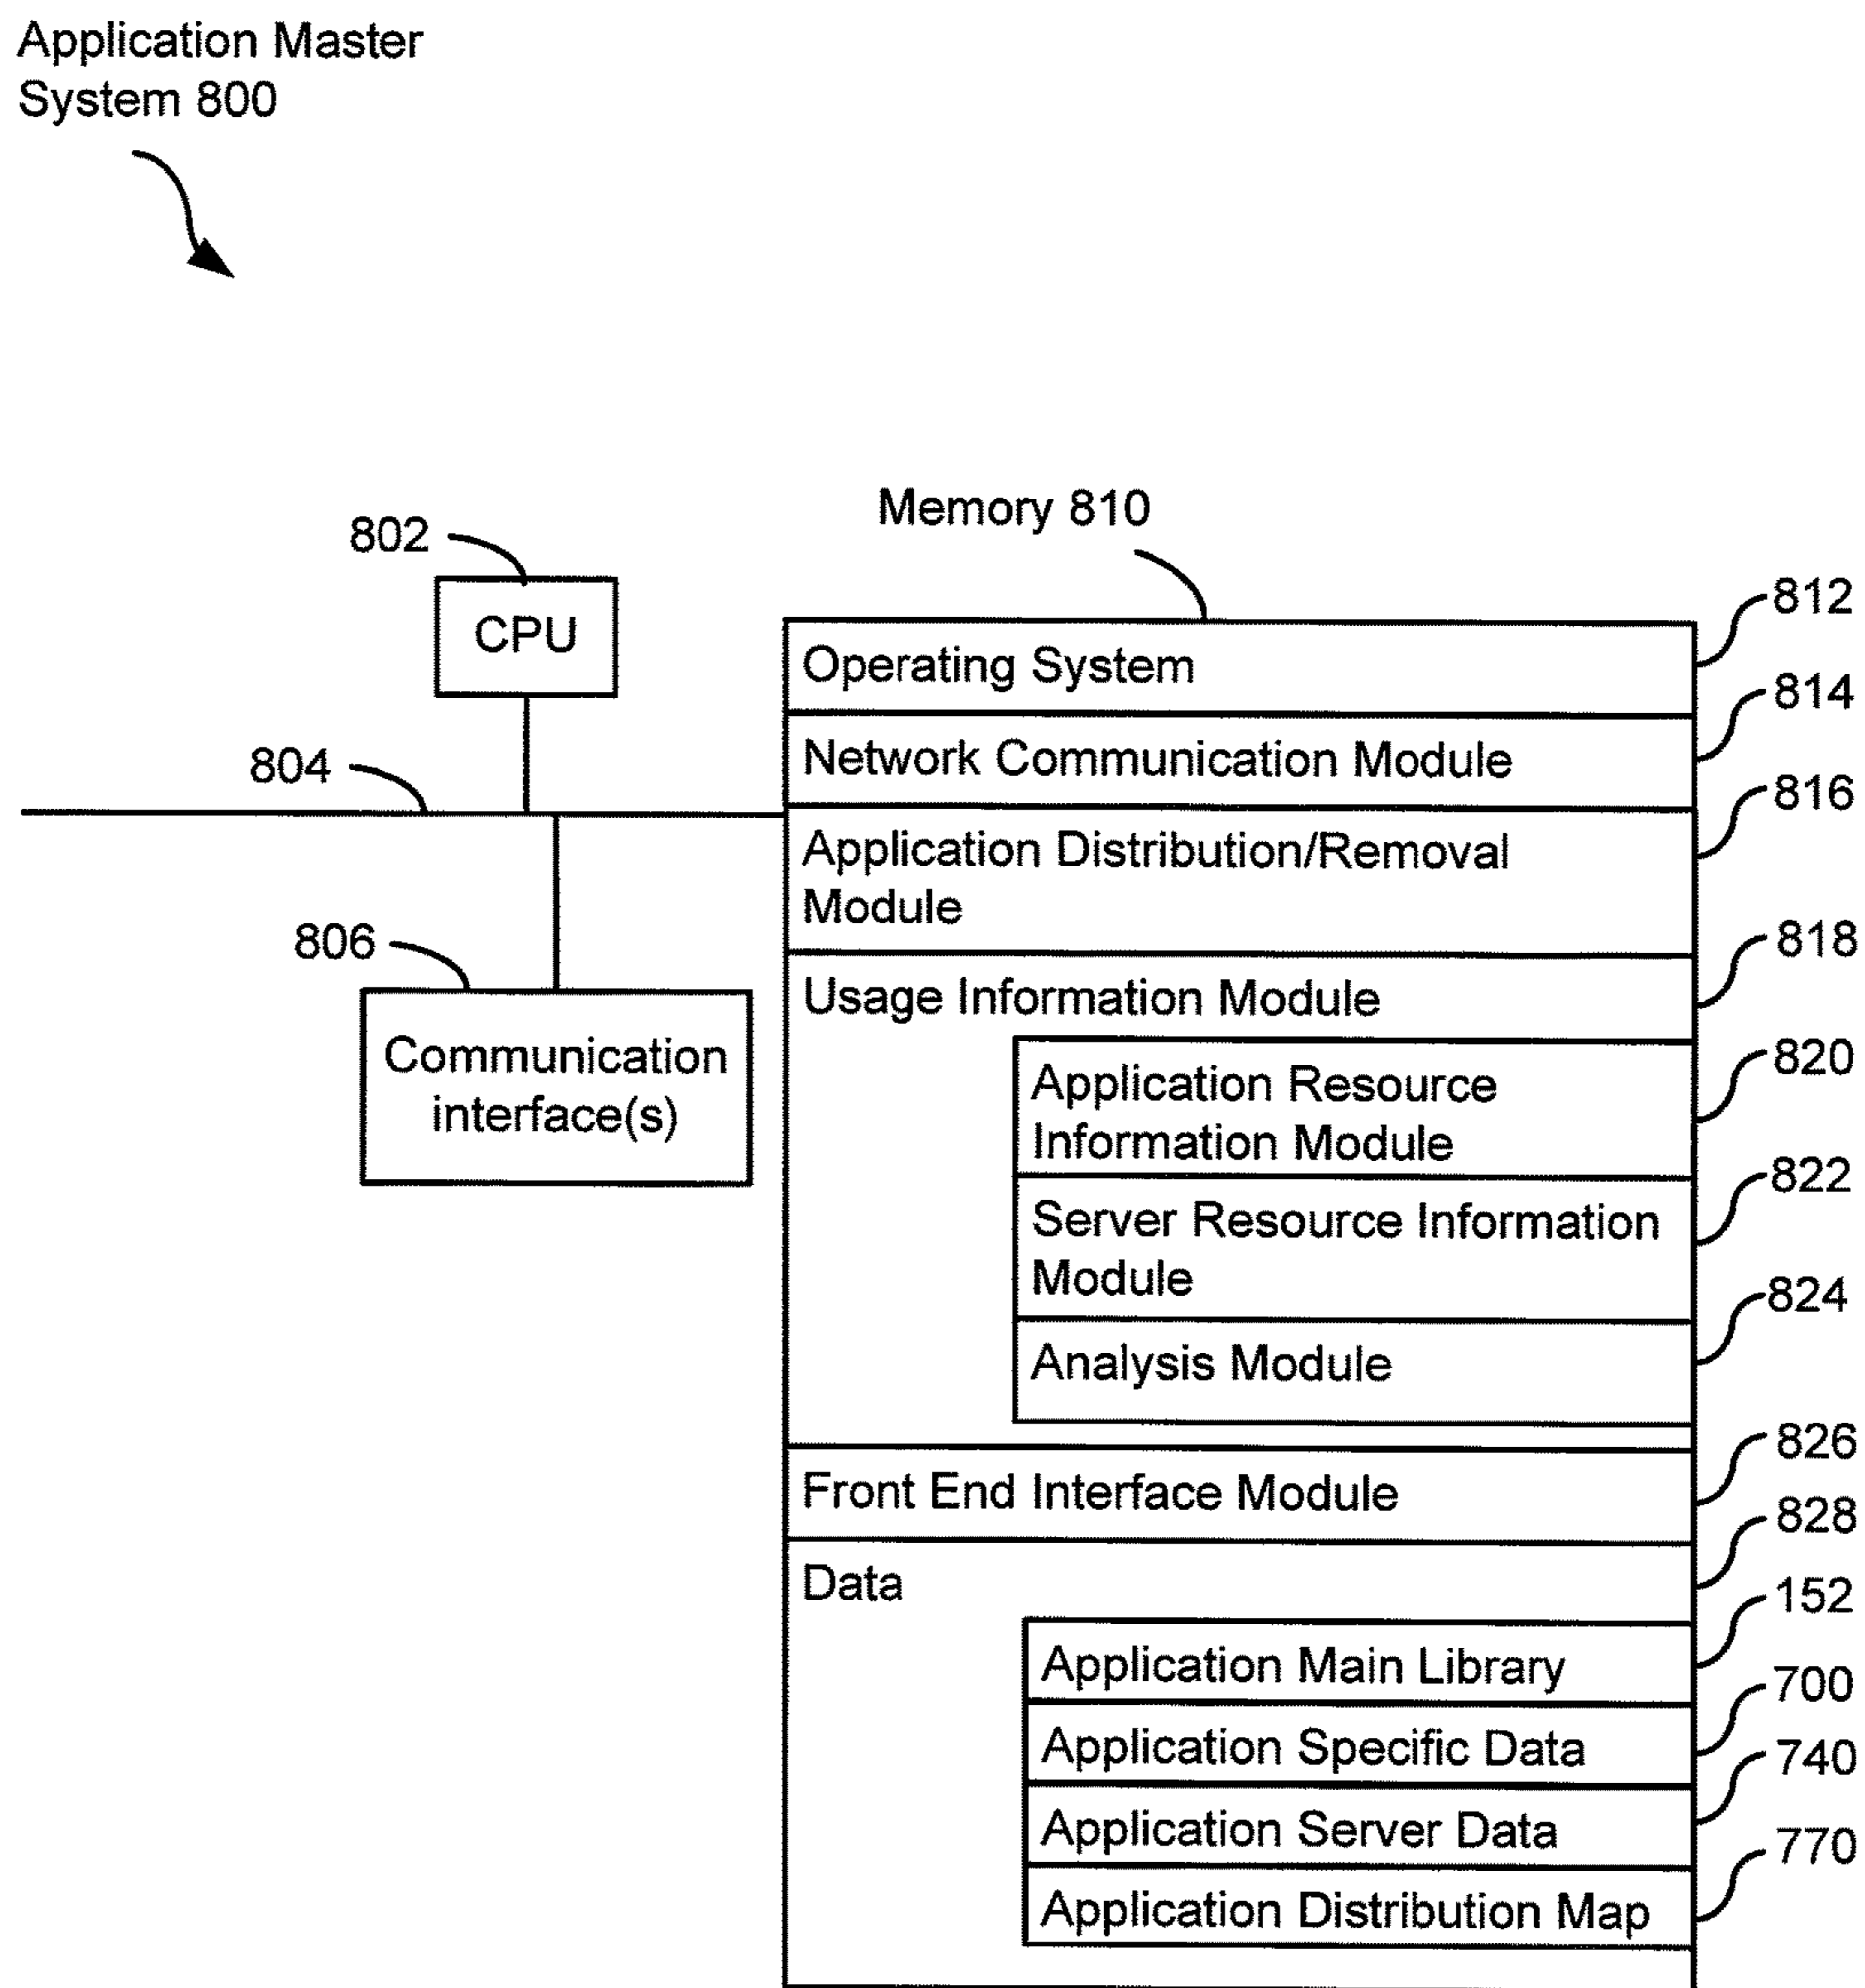 Application Master
System 800
Memory 810
802
CPU
812
Operating System
814
Network Communication Module
804
816
Application Distribution/Removal
Module
806
818
Usage Information Module
Communication
interface(s)
820
Application Resource
Information Module
822
Server Resource Information
Module
824
Analysis Module
826
Front End Interface Module
828
Data
152
Application Main Library
700
Application Specific Data
740
Application Server Data
770
Application Distribution Map